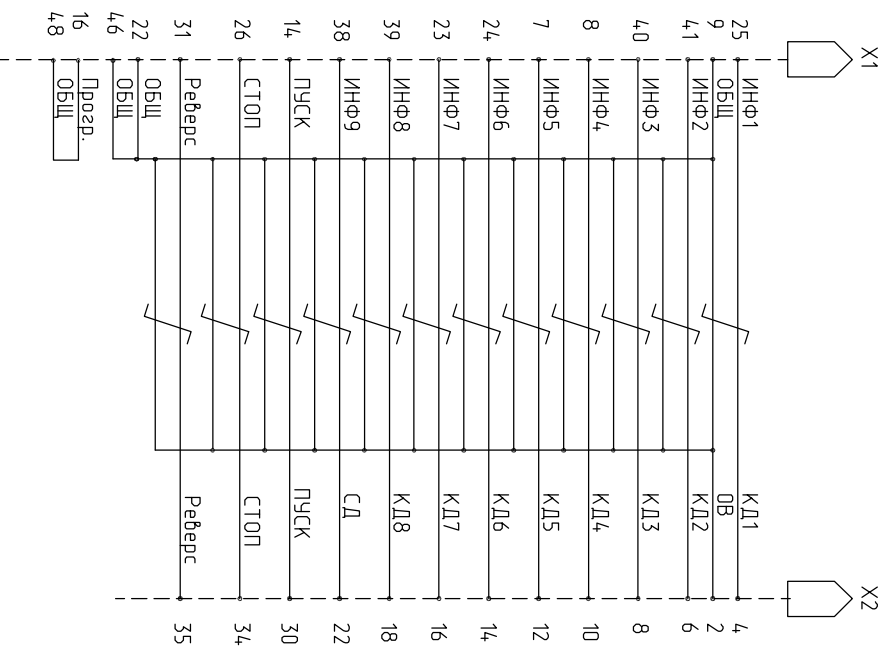 X1 X2
25 ИНФ1 КД1 4
9 ОБЩ ОВ 2
41 ИНФ2 КД2 6
40 ИНФ3 КД3 8
8 ИНФ4 КД4 10
7 ИНФ5 КД5 12
24 ИНФ6 КД6 14
23 ИНФ7 КД7 16
39 ИНФ8 КД8 18
38 ИНФ9 СД 22
14 ПУСК ПУСК 30
26 СТОП СТОП 34
31 Реверс Реверс 35
22 ОБЩ
46 ОБЩ
16 Прогр.
48 ОБЩ